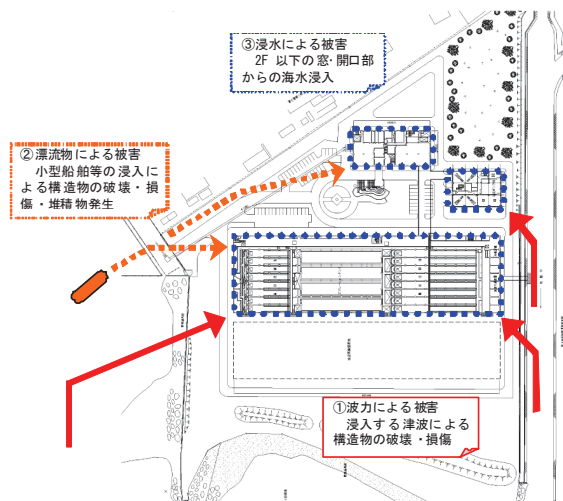 ③浸水による被害
2F 以下の窓・開口部
からの海水浸入
②漂流物による被害
小型船舶等の浸入に
よる構造物の破壊・損
傷・堆積物発生
①波力による被害
浸入する津波による
構造物の破壊・損傷